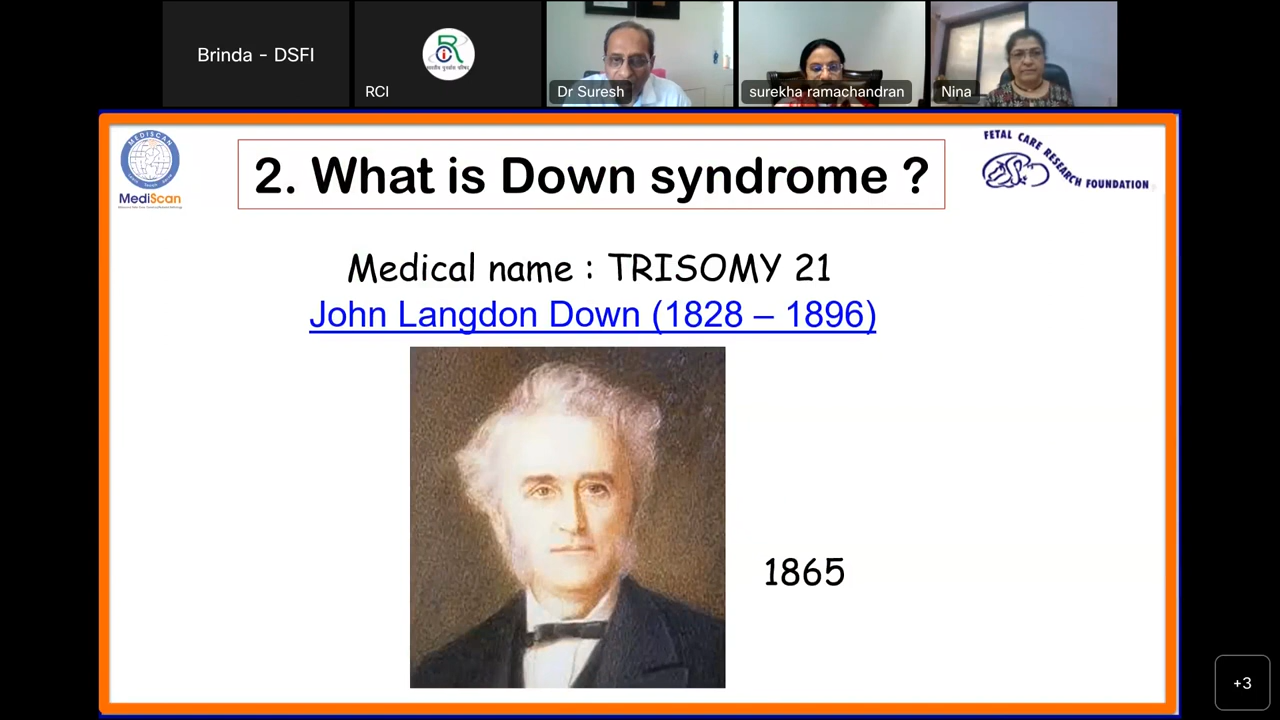 Brinda - DSFI
RCI
Dr Suresh
surekha ramachandran
Nina
MEDISCAN
MediScan
2. What is Down syndrome ?
FETAL CARE RESEARCH FOUNDATION
Medical name : TRISOMY 21
John Langdon Down (1828 – 1896)
1865
+3